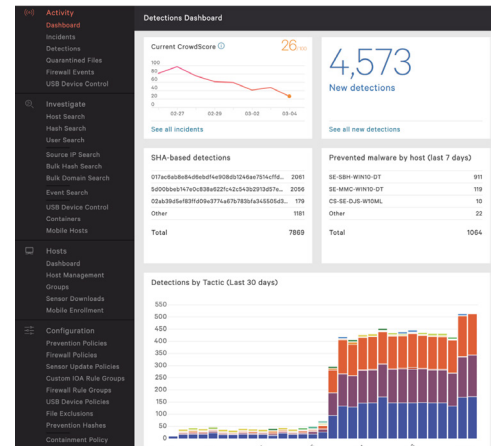 Activity
Dashboard
Incidents
Detections
Quarantined Files
Firewall Events
USB Device Control
Investigate
Host Search
Hash Search
User Search
Source IP Search
Bulk Hash Search
Bulk Domain Search
Event Search
USB Device Control
Containers
Mobile Hosts
Hosts
Dashboard
Host Management
Groups
Sensor Downloads
Mobile Enrollment
Configuration
Prevention Policies
Firewall Policies
Sensor Update Policies
Custom IOA Rule Groups
Firewall Rule Groups
USB Device Policies
File Exclusions
Prevention Hashes
Containment Policy
Detections Dashboard
Current CrowdScore
26
100
80
60
40
20
0
02-27 02-29 03-02 03-04
See all incidents
4,573
New detections
See all new detections
SHA-based detections
2061
2056
179
Other 1181
Total 7869
Prevented malware by host (last 7 days)
SE-SBH-WIN10-DT 911
SE-MMC-WIN10-DT 119
CS-SE-DJS-W10ML 10
Other 22
Total 1064
Detections by Tactic (Last 30 days)
550
500
450
400
350
300
250
200
150
100
50
0